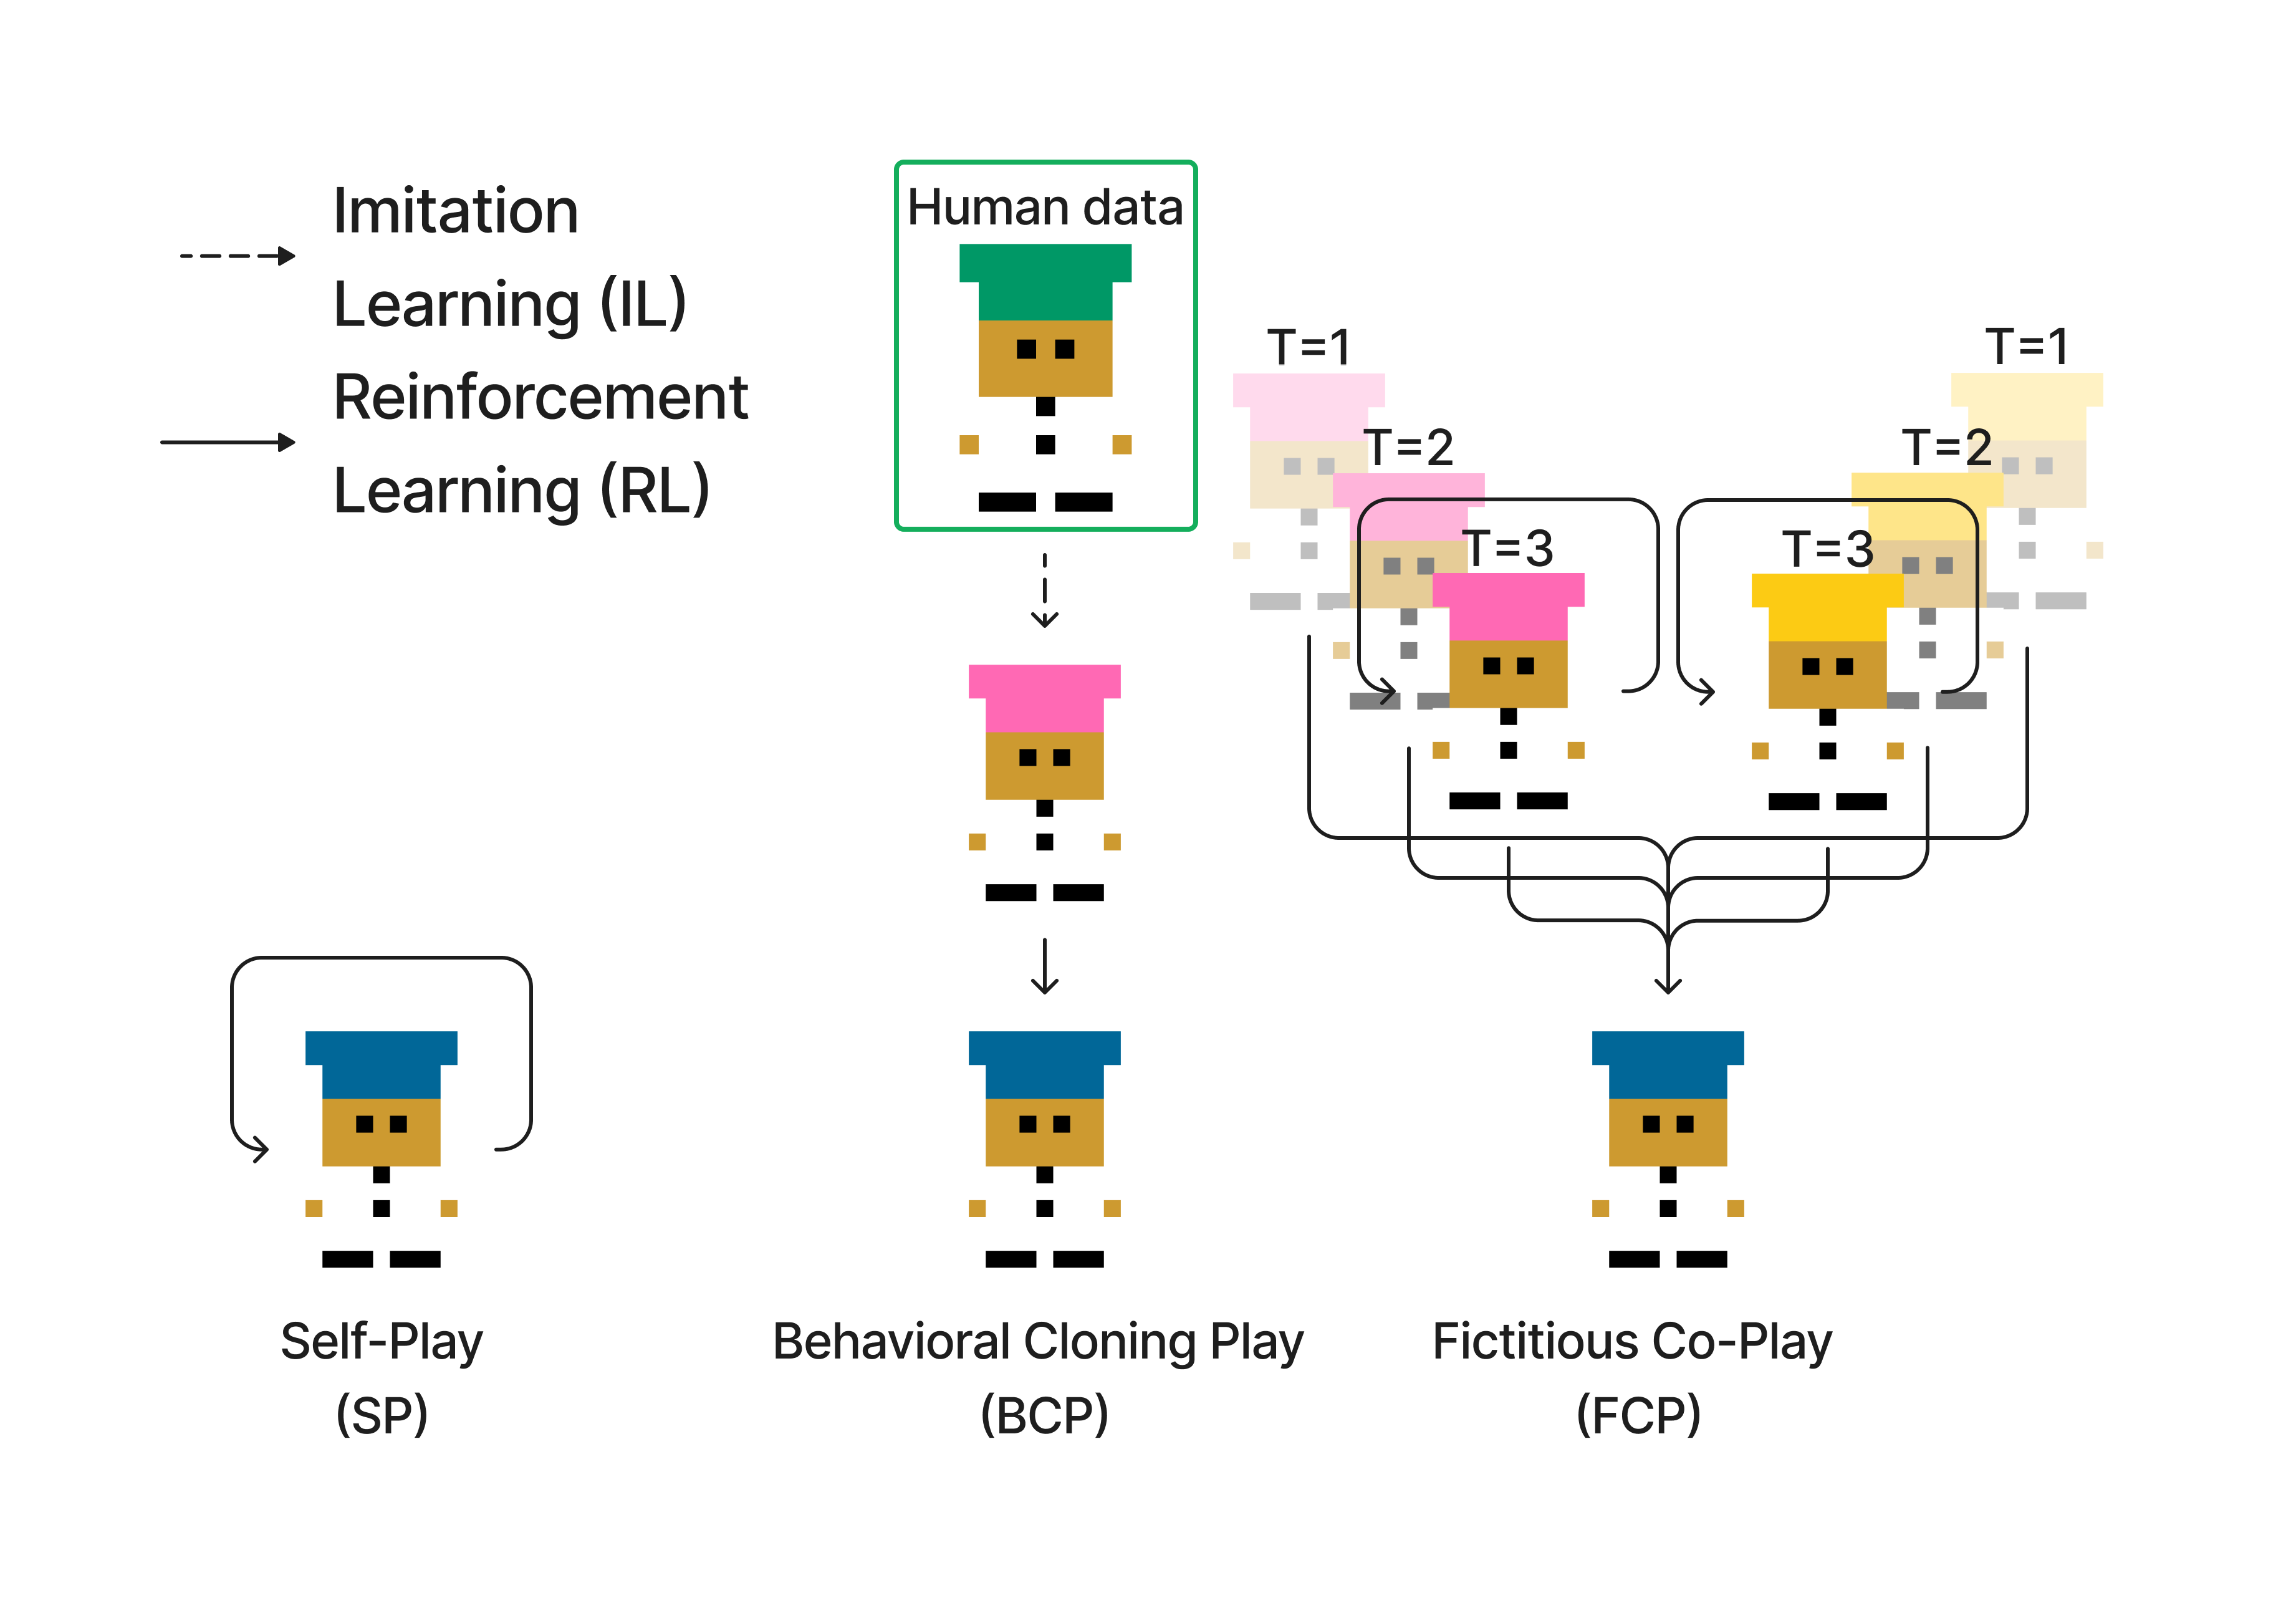 Imitation
Learning (IL)
Reinforcement
Learning (RL)
Human data
T=1
T=2
T=3
T=1
T=2
T=3
Self-Play
(SP)
Behavioral Cloning Play
(BCP)
Fictitious Co-Play
(FCP)